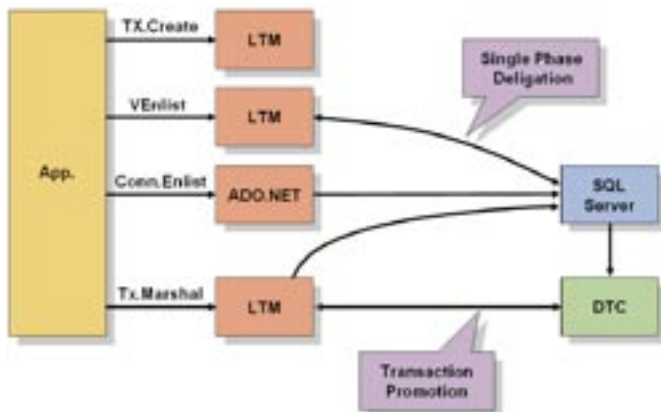 TX.Create
LTM
Single Phase
Deligation
VEnlist
LTM
App.
Conn.Enlist
ADO.NET
SQL
Server
Tx.Marshal
LTM
DTC
Transaction
Promotion